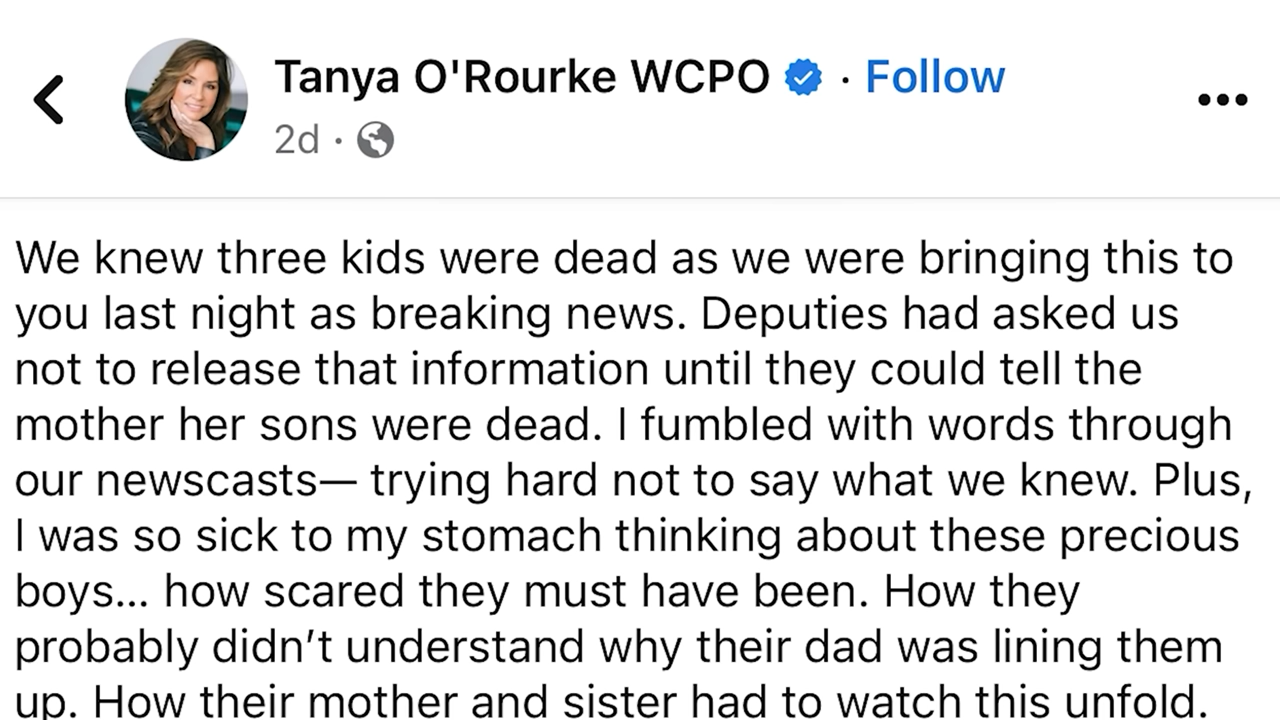 Tanya O'Rourke WCPO · Follow
2d ·
We knew three kids were dead as we were bringing this to
you last night as breaking news. Deputies had asked us
not to release that information until they could tell the
mother her sons were dead. I fumbled with words through
our newscasts— trying hard not to say what we knew. Plus,
I was so sick to my stomach thinking about these precious
boys... how scared they must have been. How they
probably didn’t understand why their dad was lining them
up. How their mother and sister had to watch this unfold.